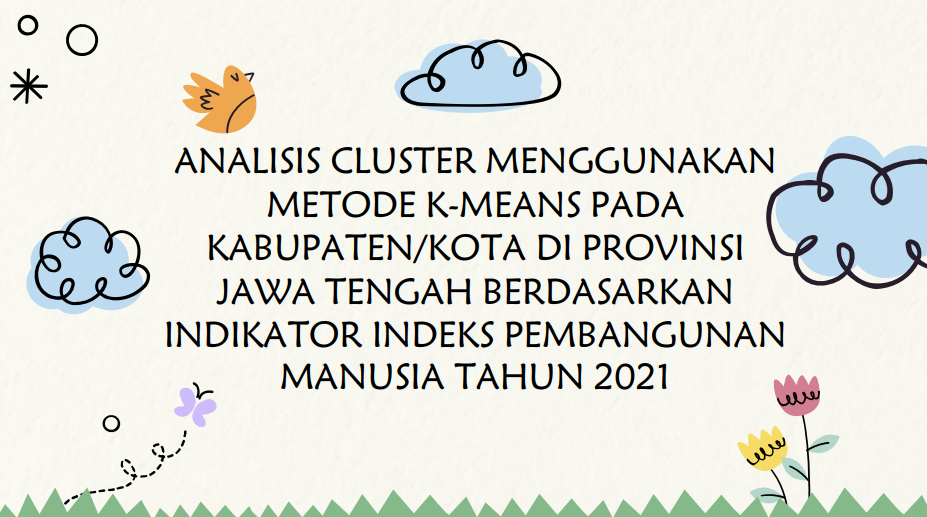 ANALISIS CLUSTER MENGGUNAKAN
METODE K-MEANS PADA
KABUPATEN/KOTA DI PROVINSI
JAWA TENGAH BERDASARKAN
INDIKATOR INDEKS PEMBANGUNAN
MANUSIA TAHUN 2021